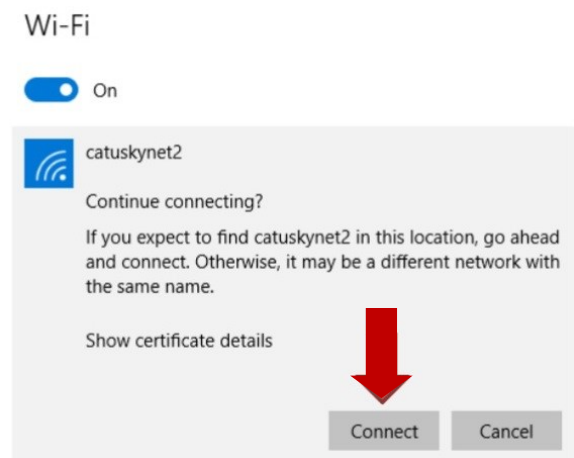 Wi-Fi
On
catuskynet2
Continue connecting?
If you expect to find catuskynet2 in this location, go ahead
and connect. Otherwise, it may be a different network with
the same name.
Show certificate details
Connect Cancel